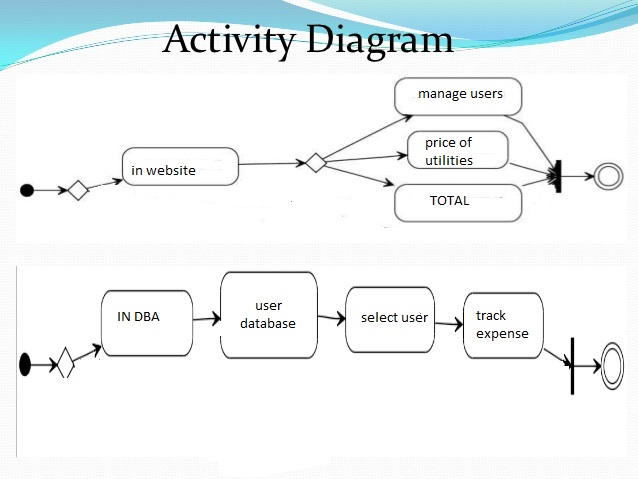 Activity Diagram
manage users
price of
utilities
in website
TOTAL
IN DBA
user
database
select user
track
expense